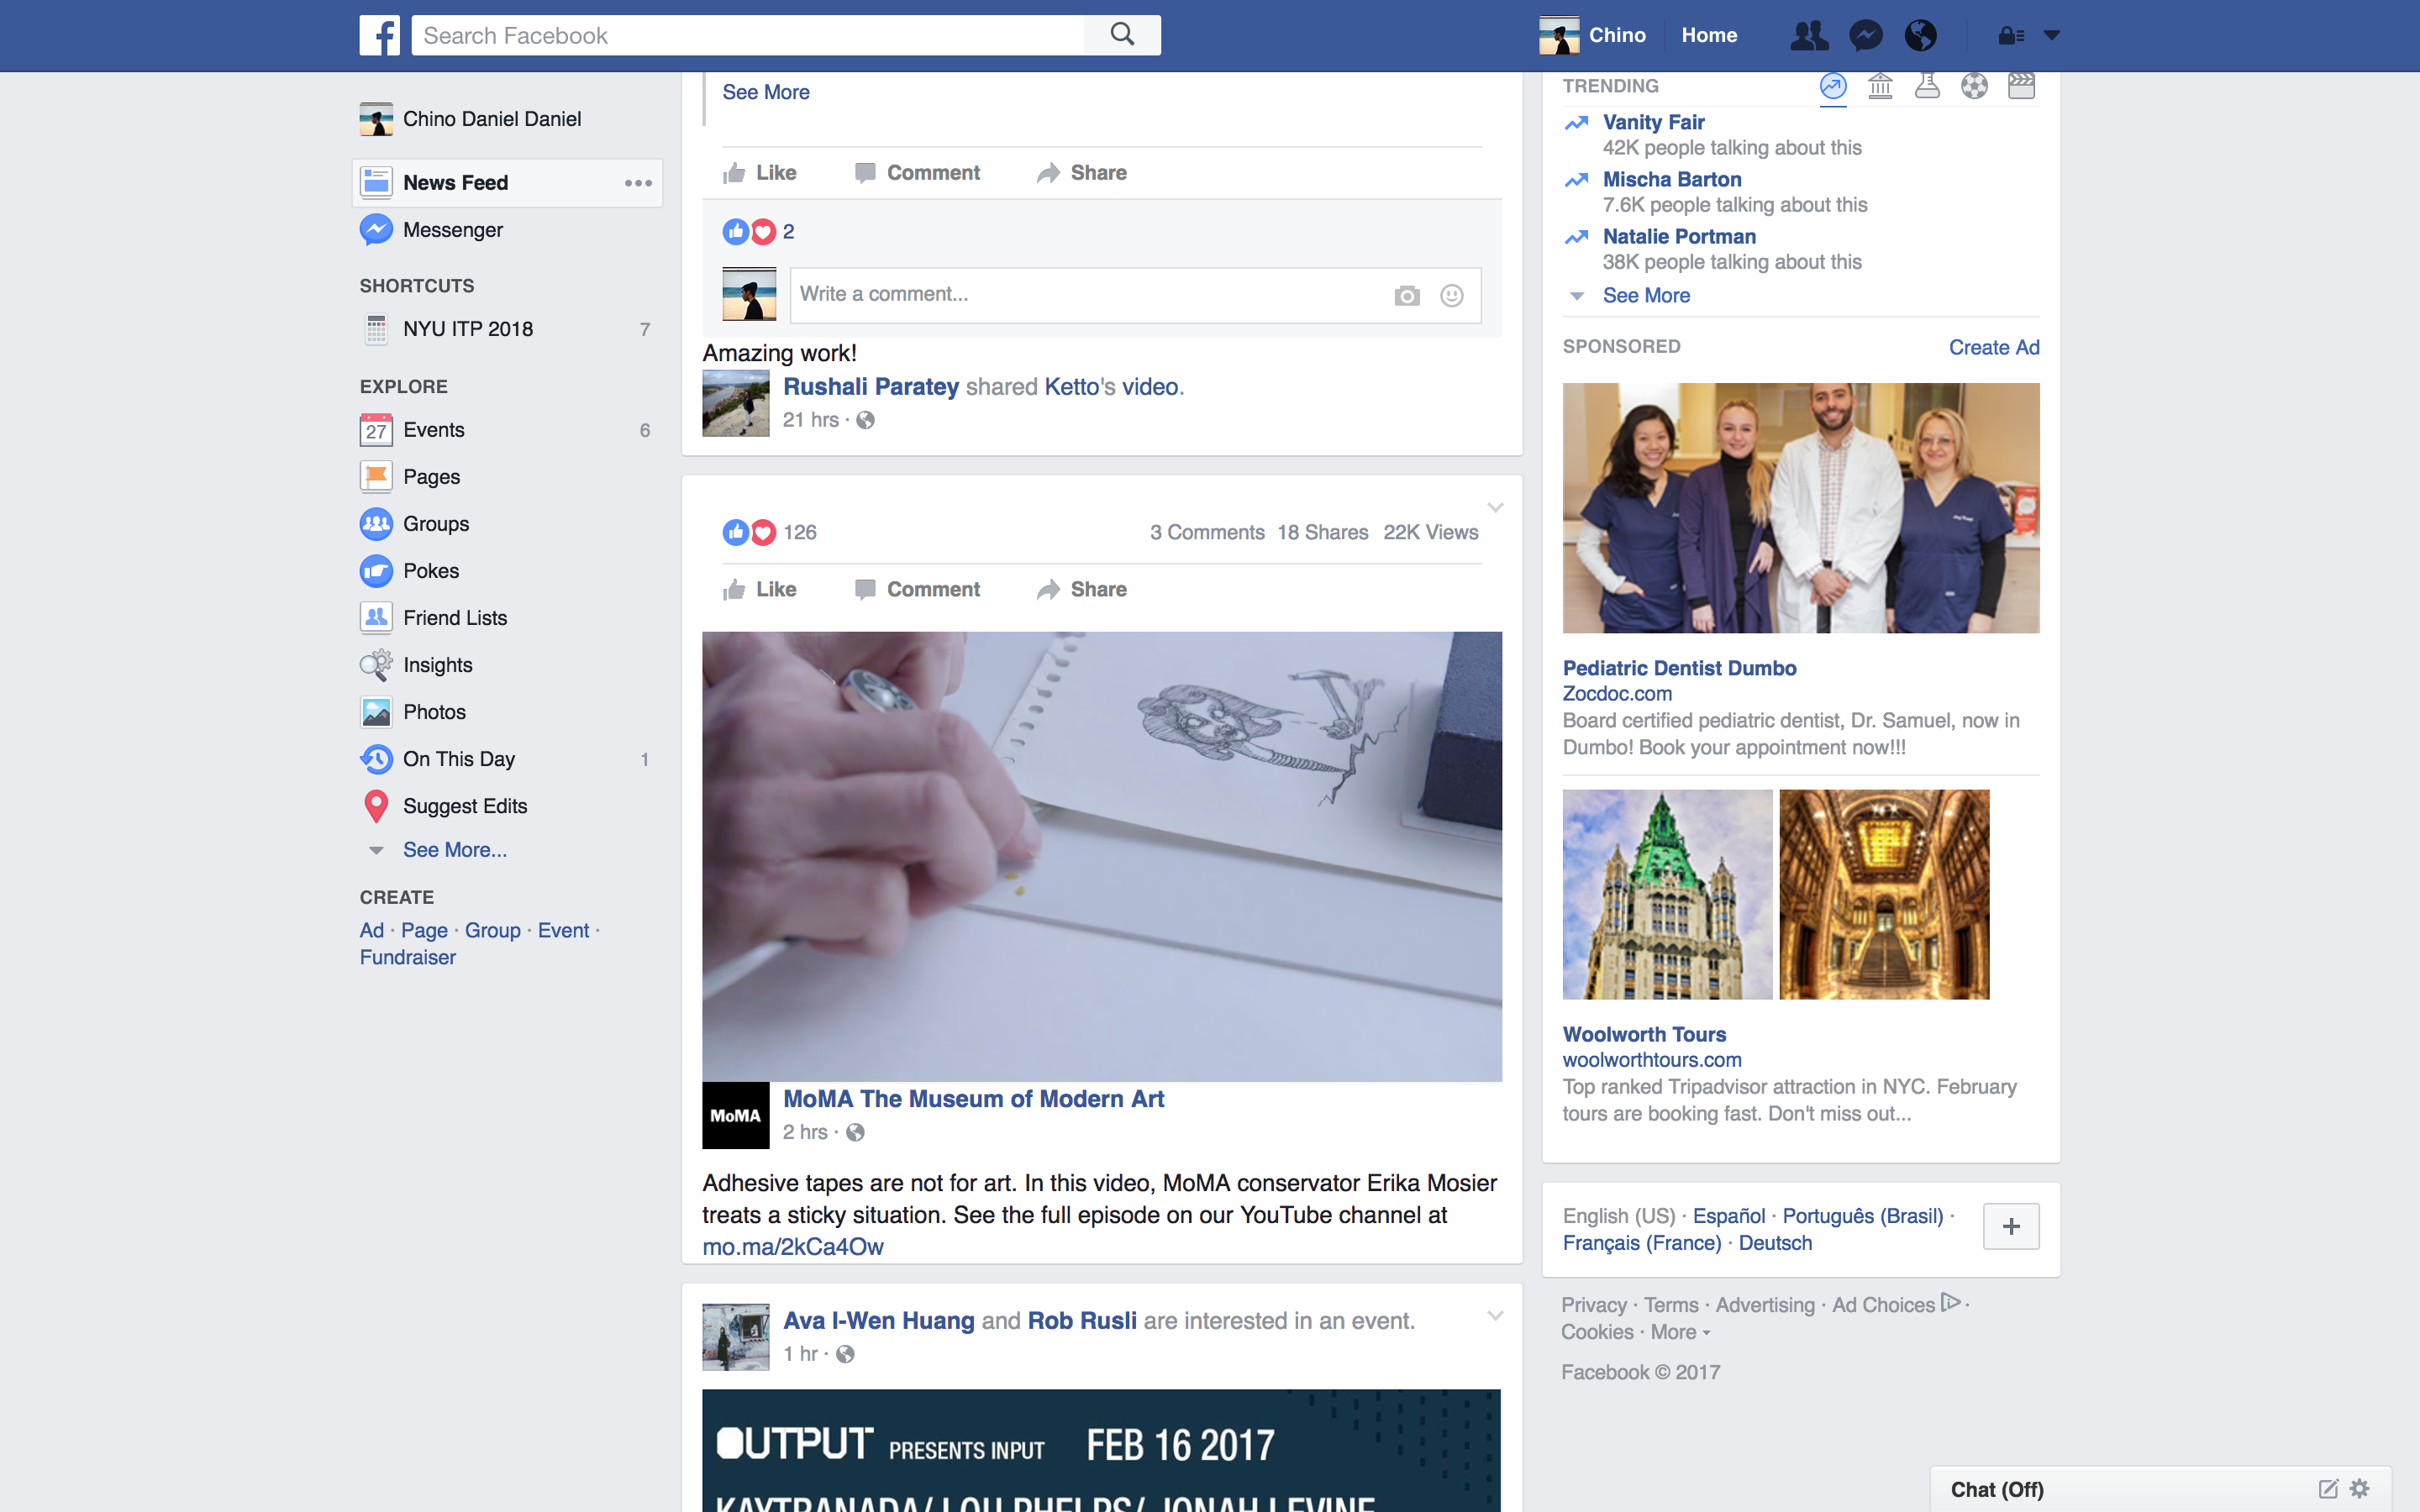 Search Facebook
Chino
Home
Chino Daniel Daniel
News Feed
Messenger
SHORTCUTS
NYU ITP 2018 7
EXPLORE
27
Events 6
Pages
Groups
Pokes
Friend Lists
Insights
Photos
On This Day 1
Suggest Edits
See More...
CREATE
Ad · Page · Group · Event ·
Fundraiser
See More
Like Comment Share
2
Write a comment...
Amazing work!
Rushali Paratey shared Ketto's video.
21 hrs ·
126 3 Comments 18 Shares 22K Views
Like Comment Share
MoMA
MoMA The Museum of Modern Art
2 hrs ·
Adhesive tapes are not for art. In this video, MoMA conservator Erika Mosier
treats a sticky situation. See the full episode on our YouTube channel at
mo.ma/2kCa4Ow
Ava I-Wen Huang and Rob Rusli are interested in an event.
1 hr ·
OUTPUT PRESENTS INPUT FEB 16 2017
KAYTRANADA/ LOU PHELPS/ JONAH LEVINE
TRENDING
Vanity Fair
42K people talking about this
Mischa Barton
7.6K people talking about this
Natalie Portman
38K people talking about this
See More
SPONSORED Create Ad
Pediatric Dentist Dumbo
Zocdoc.com
Board certified pediatric dentist, Dr. Samuel, now in
Dumbo! Book your appointment now!!!
Woolworth Tours
woolworthtours.com
Top ranked Tripadvisor attraction in NYC. February
tours are booking fast. Don't miss out...
English (US) · Español · Português (Brasil) ·
Français (France) · Deutsch
+
Privacy · Terms · Advertising · Ad Choices ·
Cookies · More
Facebook © 2017
Chat (Off)